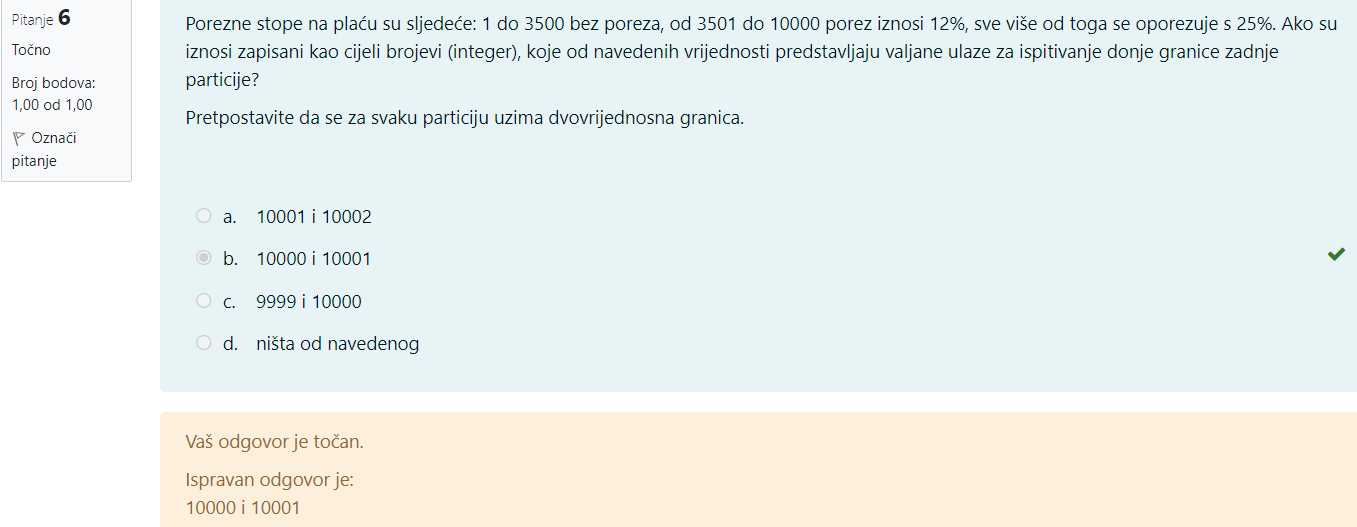 Pitanje 6
Točno
Broj bodova:
1,00 od 1,00
Označi
pitanje
Porezne stope na plaću su sljedeće: 1 do 3500 bez poreza, od 3501 do 10000 porez iznosi 12%, sve više od toga se oporezuje s 25%. Ako su
iznosi zapisani kao cijeli brojevi (integer), koje od navedenih vrijednosti predstavljaju valjane ulaze za ispitivanje donje granice zadnje
particije?
Pretpostavite da se za svaku particiju uzima dvovrijednosna granica.
a. 10001 i 10002
b. 10000 i 10001
c. 9999 i 10000
d. ništa od navedenog
Vaš odgovor je točan.
Ispravan odgovor je:
10000 i 10001